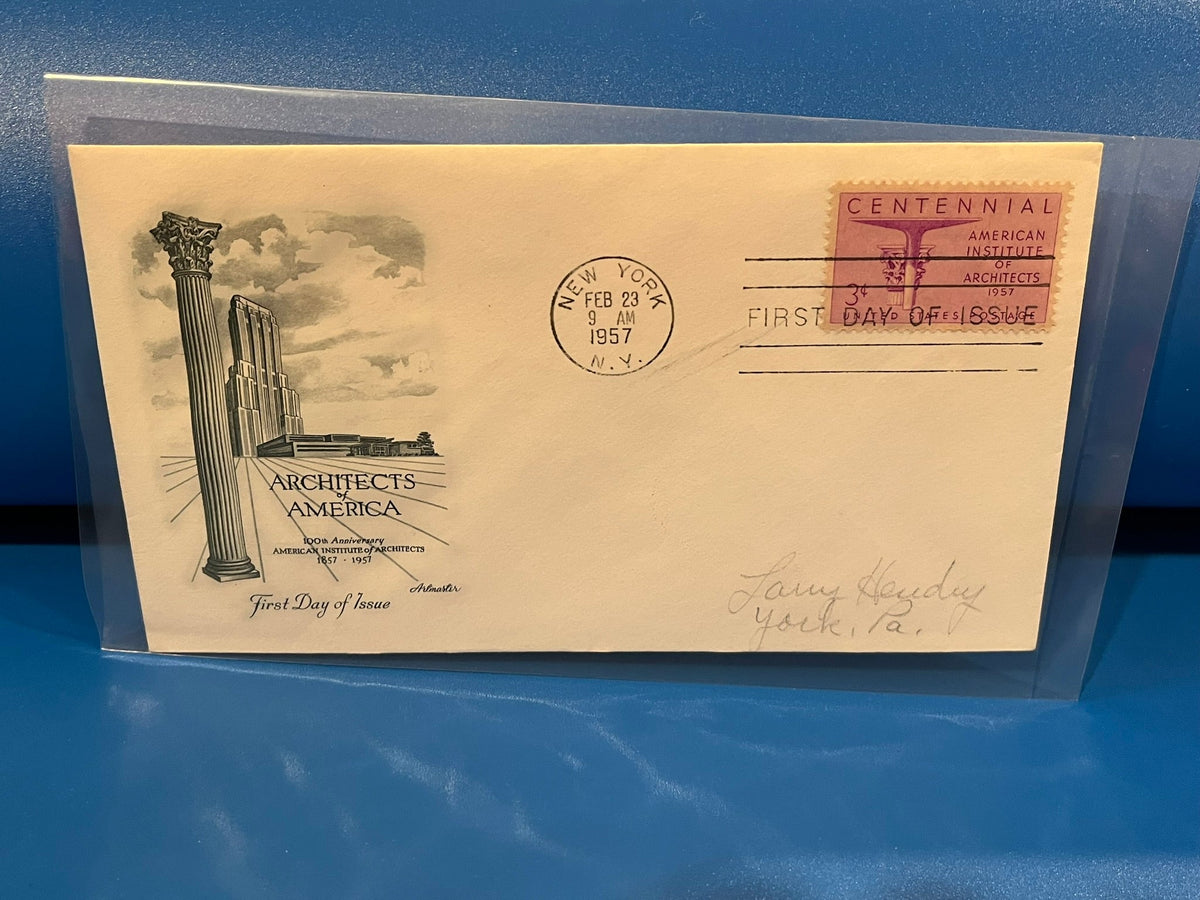 CENTENNIAL
AMERICAN
INSTITUTE
OF
ARCHITECTS
1957
3¢
UNITED STATES POSTAGE
NEW YORK
FEB 23
9 AM
1957
N.Y.
FIRST DAY OF ISSUE
ARCHITECTS
of
AMERICA
100th Anniversary
AMERICAN INSTITUTE of ARCHITECTS
1857 - 1957
Artmaster
First Day of Issue
Larry Hendry
York, Pa.